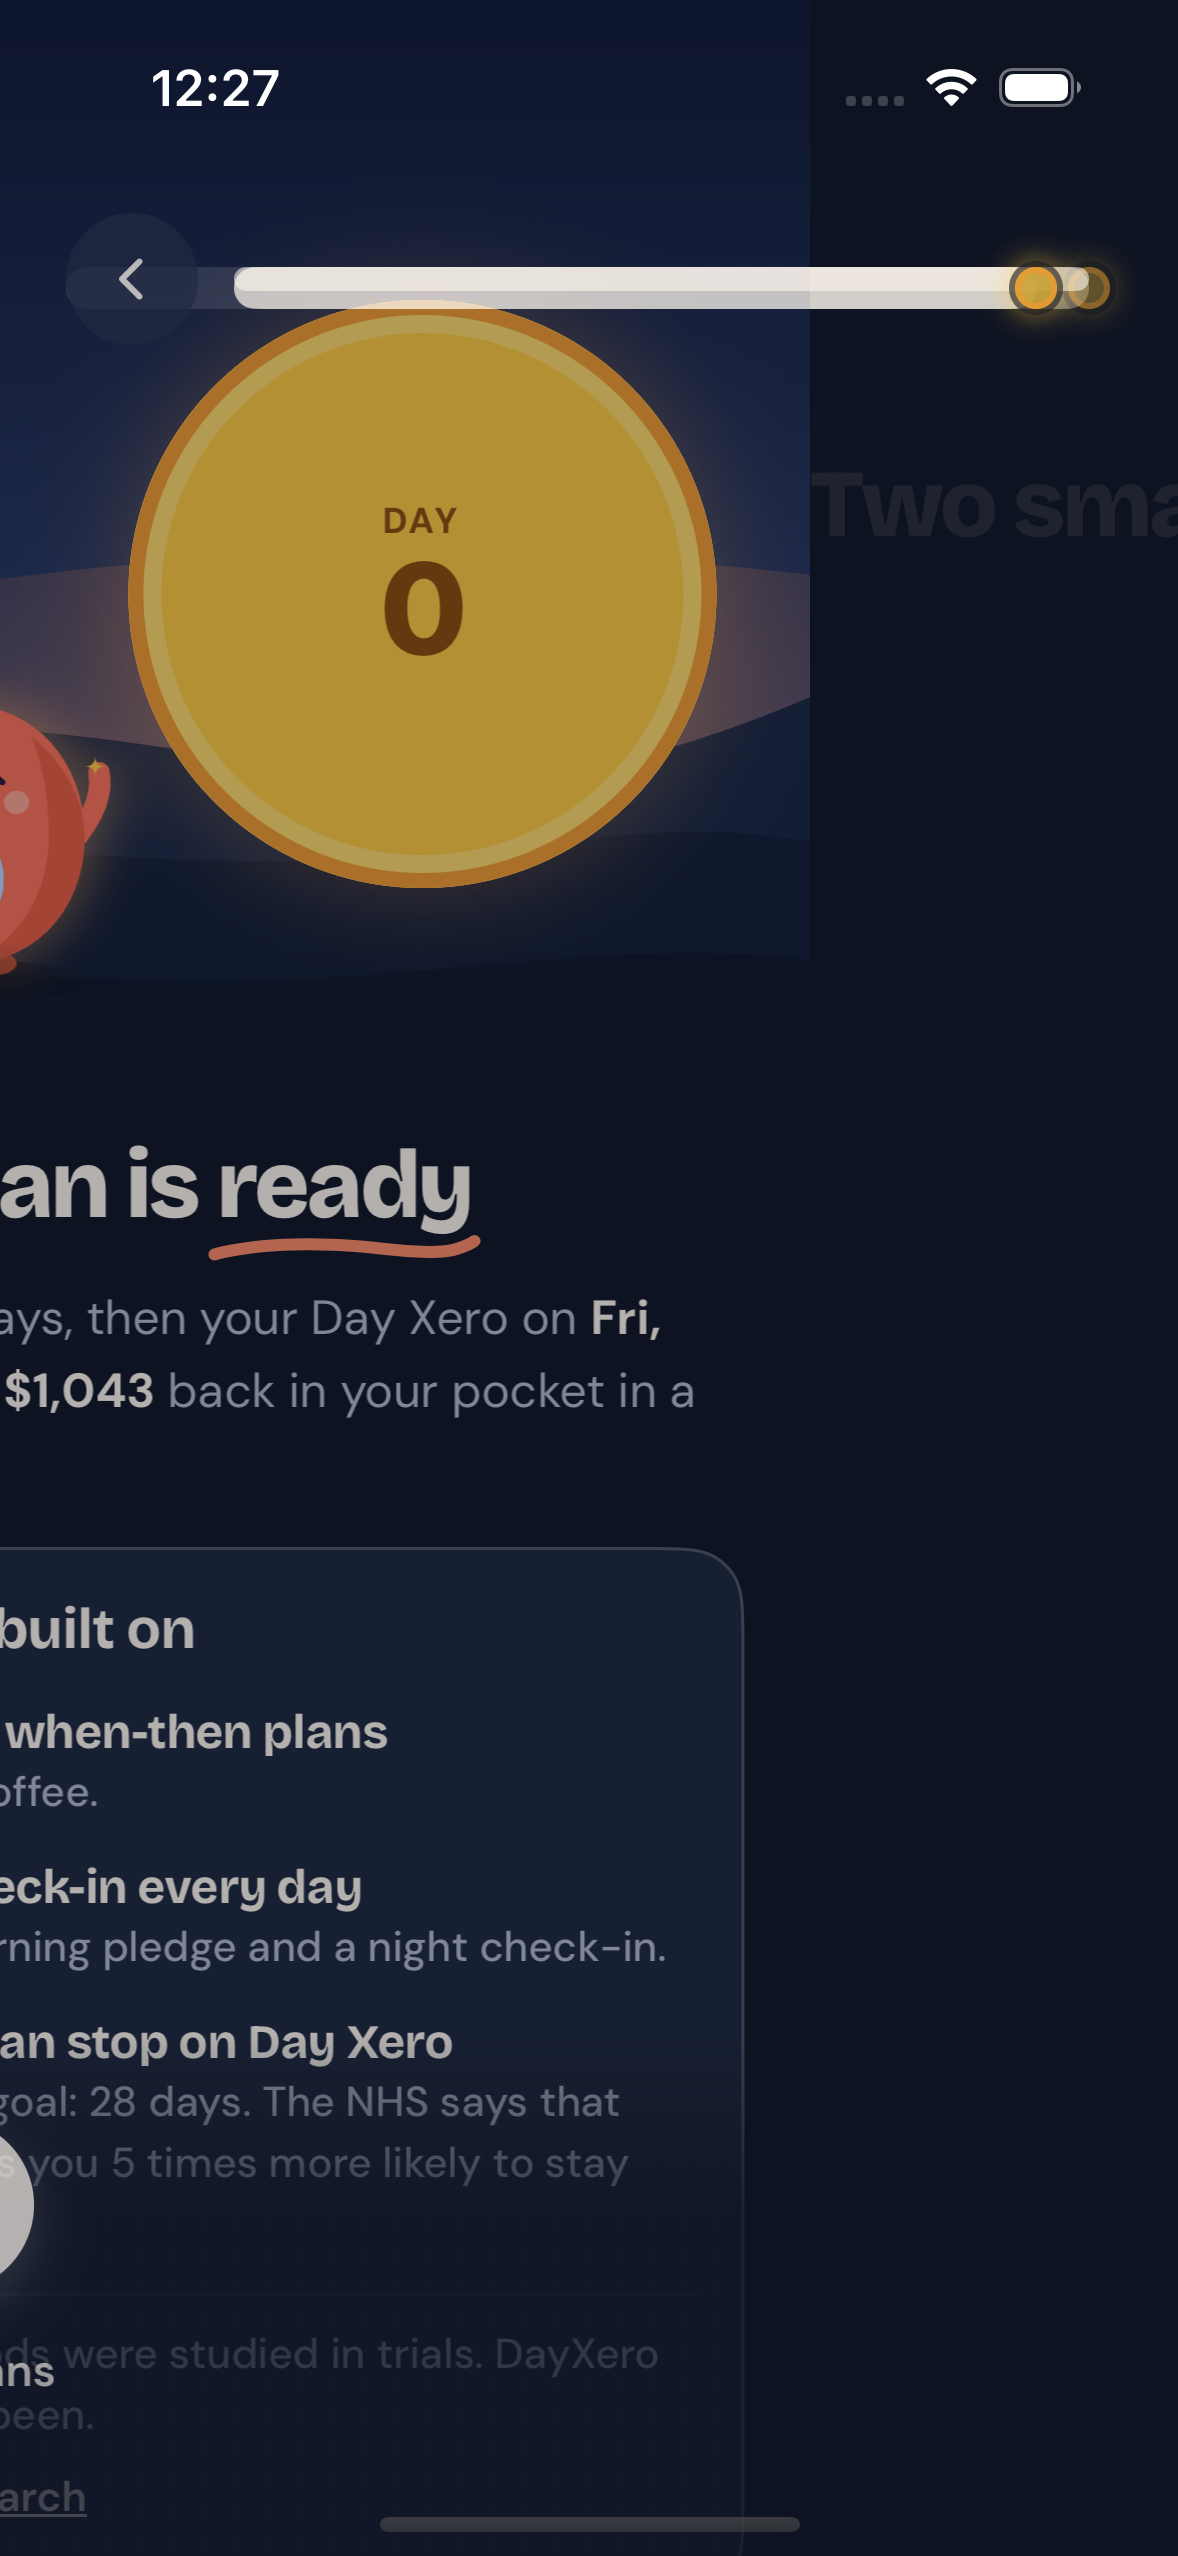 12:27
Two sma
DAY
0
an is ready
ays, then your Day Xero on Fri,
$1,043 back in your pocket in a
built on
when-then plans
offee.
eck-in every day
rning pledge and a night check-in.
an stop on Day Xero
goal: 28 days. The NHS says that
s you 5 times more likely to stay
ds were studied in trials. DayXero
ans
been.
arch